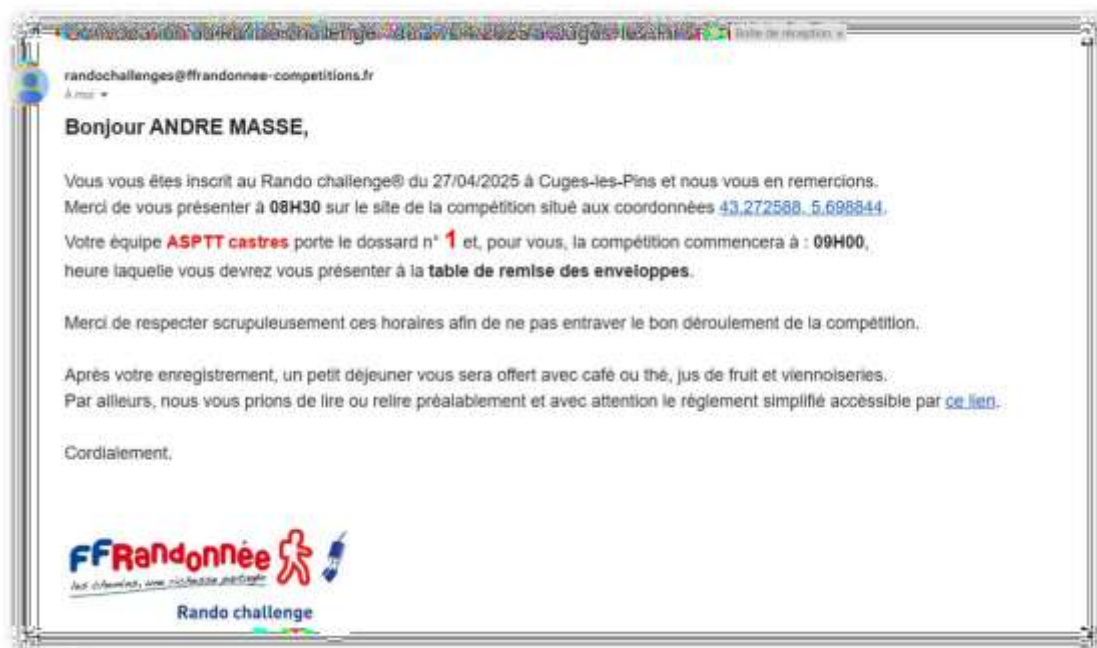 randochallenges@ffrandonnee-competitions.fr
À moi
Bonjour ANDRE MASSE,
Vous vous êtes inscrit au Rando challenge® du 27/04/2025 à Cuges-les-Pins et nous vous en remercions.
Merci de vous présenter à 08H30 sur le site de la compétition situé aux coordonnées 43.272588, 5.698844.
Votre équipe ASPTT castres porte le dossard n° 1 et, pour vous, la compétition commencera à : 09H00,
heure laquelle vous devrez vous présenter à la table de remise des enveloppes.
Merci de respecter scrupuleusement ces horaires afin de ne pas entraver le bon déroulement de la compétition.
Après votre enregistrement, un petit déjeuner vous sera offert avec café ou thé, jus de fruit et viennoiseries.
Par ailleurs, nous vous prions de lire ou relire préalablement et avec attention le règlement simplifié accessible par ce lien.
Cordialement.
FFRandonnée
les chemins, une richesse partagée
Rando challenge